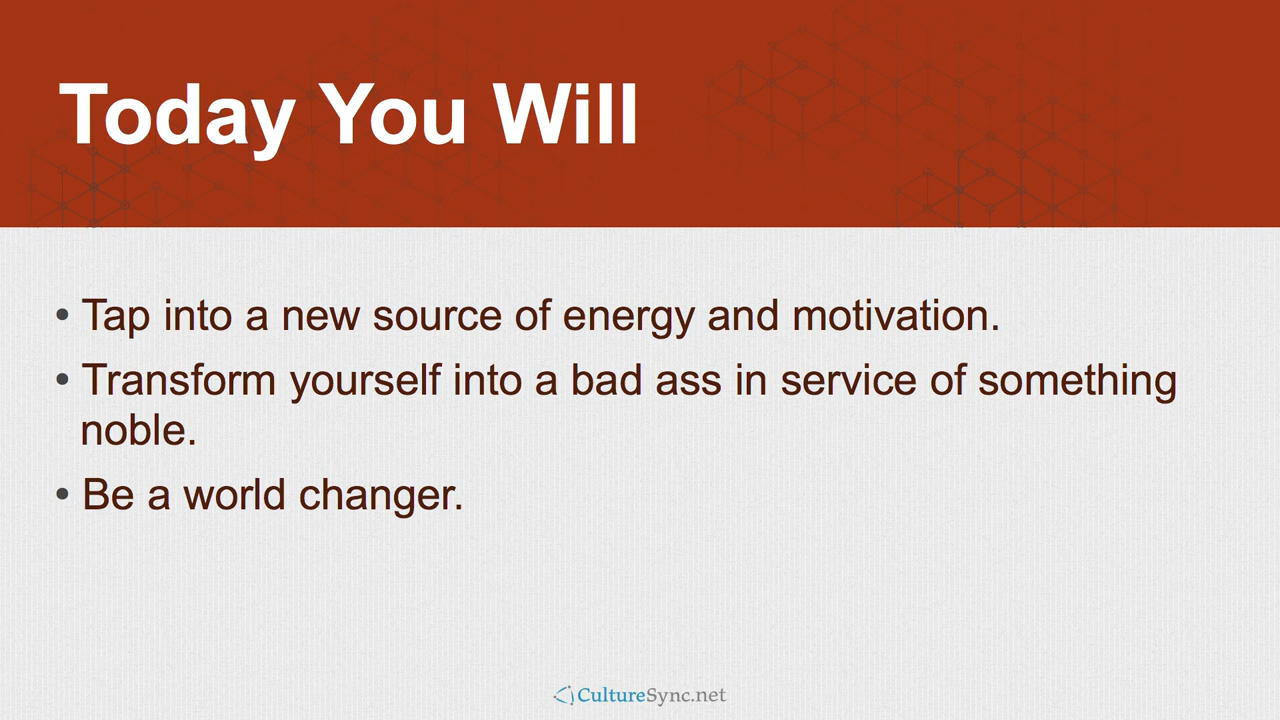 Today You Will
• Tap into a new source of energy and motivation.
• Transform yourself into a bad ass in service of something
noble.
• Be a world changer.
CultureSync.net